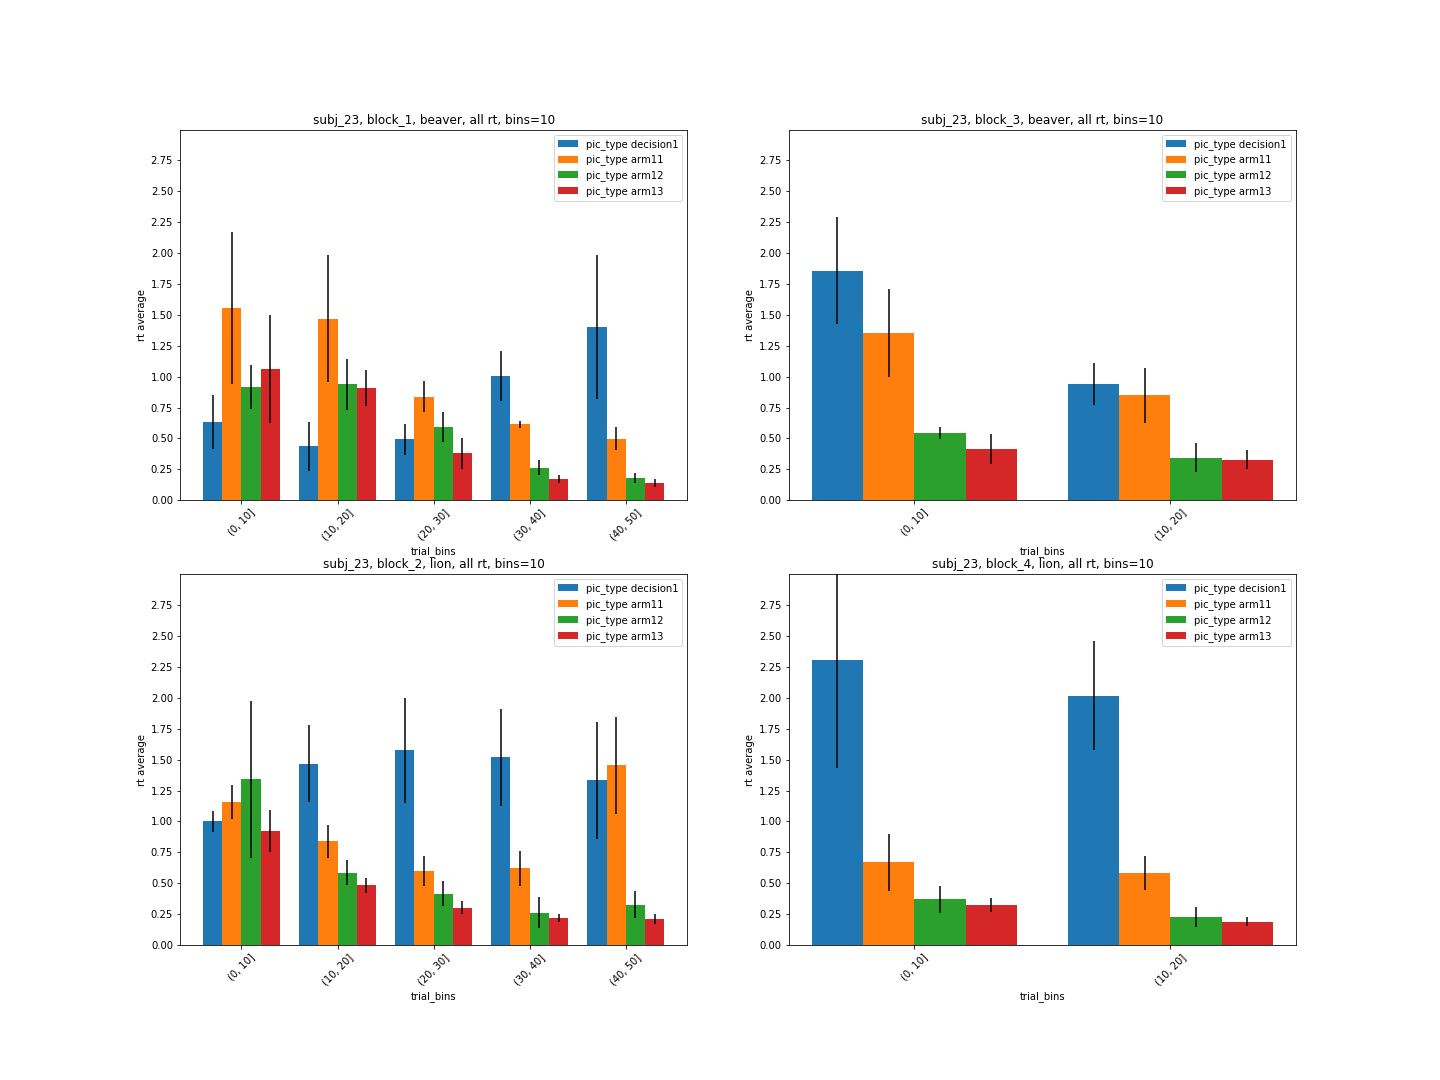 subj_23, block_1, beaver, all rt, bins=10
pic_type decision1
pic_type arm11
pic_type arm12
pic_type arm13
2.75
2.50
2.25
2.00
1.75
1.50
1.25
1.00
0.75
0.50
0.25
0.00
rt average
(0, 10]
(10, 20]
(20, 30]
(30, 40]
(40, 50]
trial_bins
subj_23, block_3, beaver, all rt, bins=10
pic_type decision1
pic_type arm11
pic_type arm12
pic_type arm13
2.75
2.50
2.25
2.00
1.75
1.50
1.25
1.00
0.75
0.50
0.25
0.00
rt average
(0, 10]
(10, 20]
trial_bins
subj_23, block_2, lion, all rt, bins=10
pic_type decision1
pic_type arm11
pic_type arm12
pic_type arm13
2.75
2.50
2.25
2.00
1.75
1.50
1.25
1.00
0.75
0.50
0.25
0.00
rt average
(0, 10]
(10, 20]
(20, 30]
(30, 40]
(40, 50]
trial_bins
subj_23, block_4, lion, all rt, bins=10
pic_type decision1
pic_type arm11
pic_type arm12
pic_type arm13
2.75
2.50
2.25
2.00
1.75
1.50
1.25
1.00
0.75
0.50
0.25
0.00
rt average
(0, 10]
(10, 20]
trial_bins